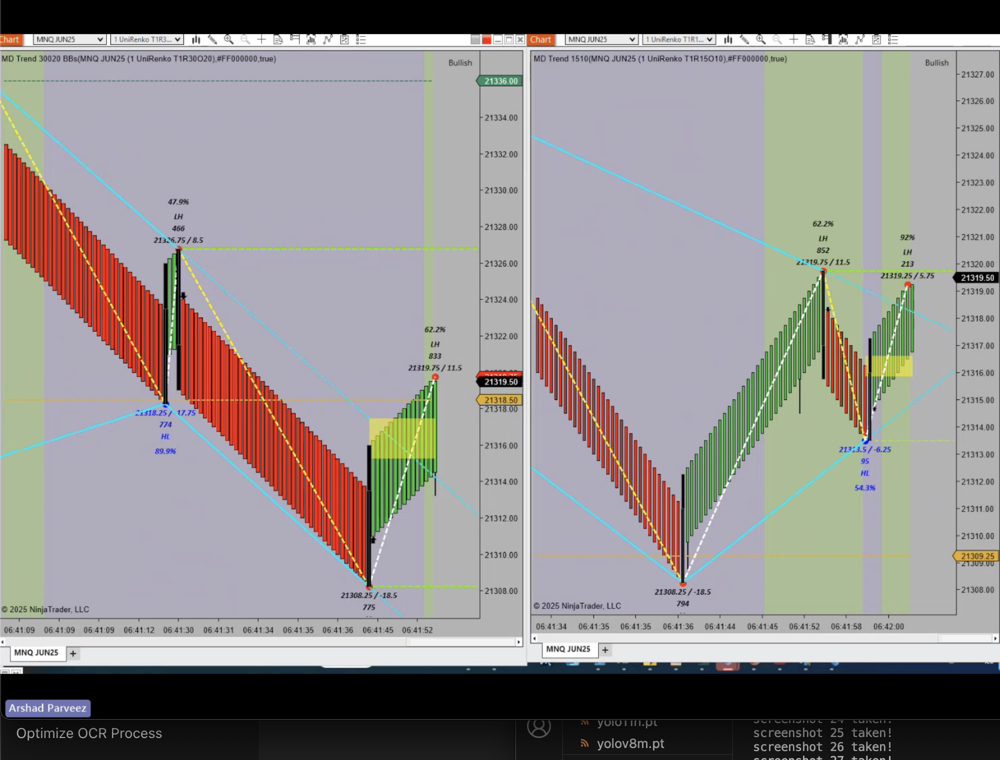 Chart
MNQ JUN25
1 UniRenko T1R3...
MD Trend 30020 BBs(MNQ JUN25 (1 UniRenko T1R30O20),#FF000000,true)
Bullish
21336.00
21334.00
21332.00
21330.00
21328.00
21326.00
21324.00
21322.00
21319.50
21318.50
21318.00
21316.00
21314.00
21312.00
21310.00
21308.00
47.9%
LH
466
21326.75 / 8.5
21318.25 / -17.75
774
HL
89.9%
62.2%
LH
833
21319.75 / 11.5
21308.25 / -18.5
775
© 2025 NinjaTrader, LLC
06:41:09
06:41:09
06:41:09
06:41:12
06:41:30
06:41:36
06:41:45
06:41:52
MNQ JUN25
+
Chart
MNQ JUN25
1 UniRenko T1R1...
MD Trend 1510(MNQ JUN25 (1 UniRenko T1R15O10),#FF000000,true)
Bullish
21327.00
21326.00
21325.00
21324.00
21323.00
21322.00
21321.00
21320.00
21319.50
21319.00
21318.00
21317.00
21316.00
21315.00
21314.00
21313.00
21312.00
21311.00
21310.00
21309.25
21309.00
21308.00
62.2%
LH
852
21319.75 / 11.5
92%
LH
213
21319.25 / 5.75
21313.5 / -6.25
95
HL
54.3%
21308.25 / -18.5
794
© 2025 NinjaTrader, LLC
06:41:34
06:41:35
06:41:35
06:41:36
06:41:44
06:41:45
06:41:52
06:41:58
06:42:00
MNQ JUN25
+
Arshad Parveez
Optimize OCR Process
yolo11n.pt
yolov8m.pt
screenshot 24 taken!
screenshot 25 taken!
screenshot 26 taken!
screenshot 27 taken!